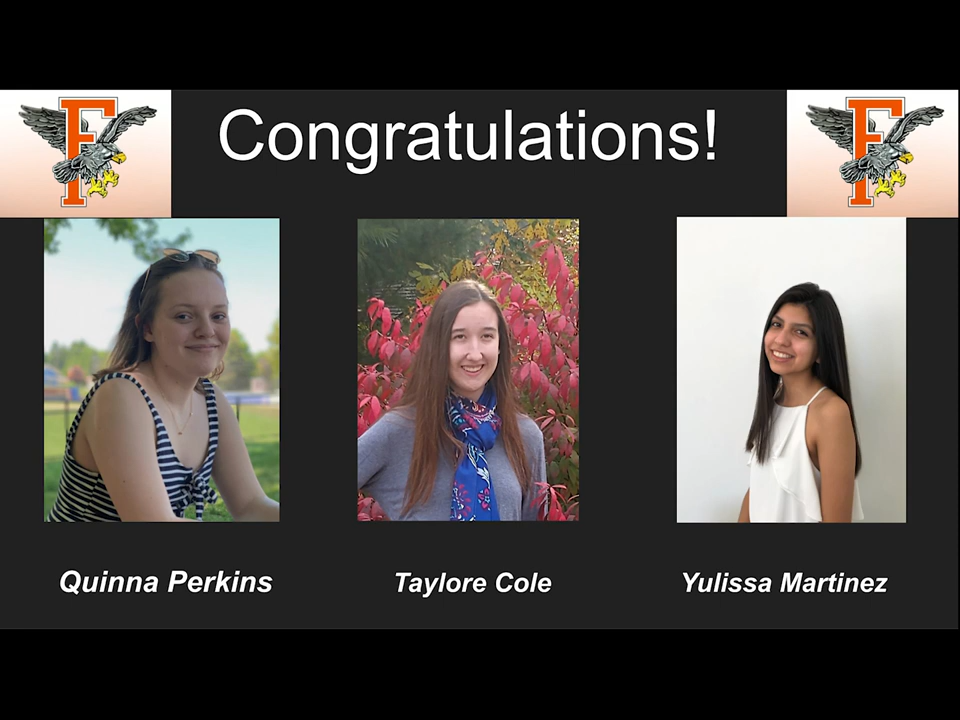 F
F
Congratulations!
Quinna Perkins
Taylore Cole
Yulissa Martinez